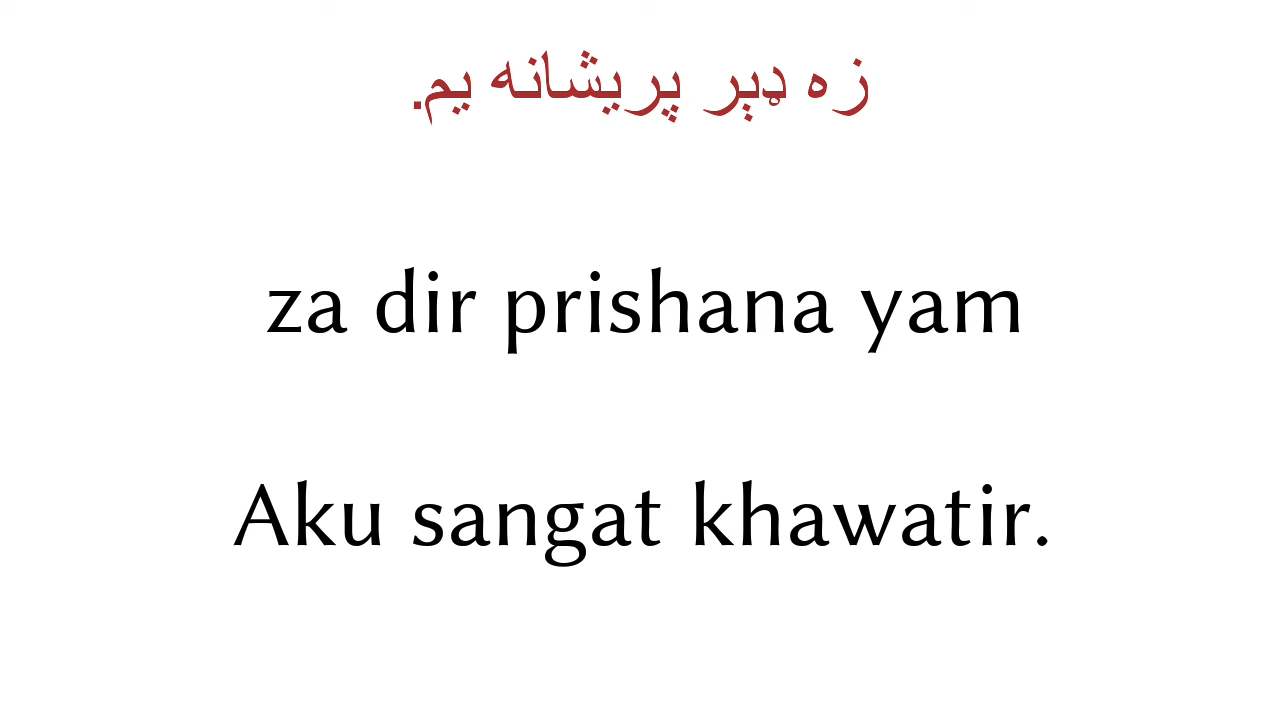 زه ډېر پریشانه یم.
za dir prishana yam
Aku sangat khawatir.